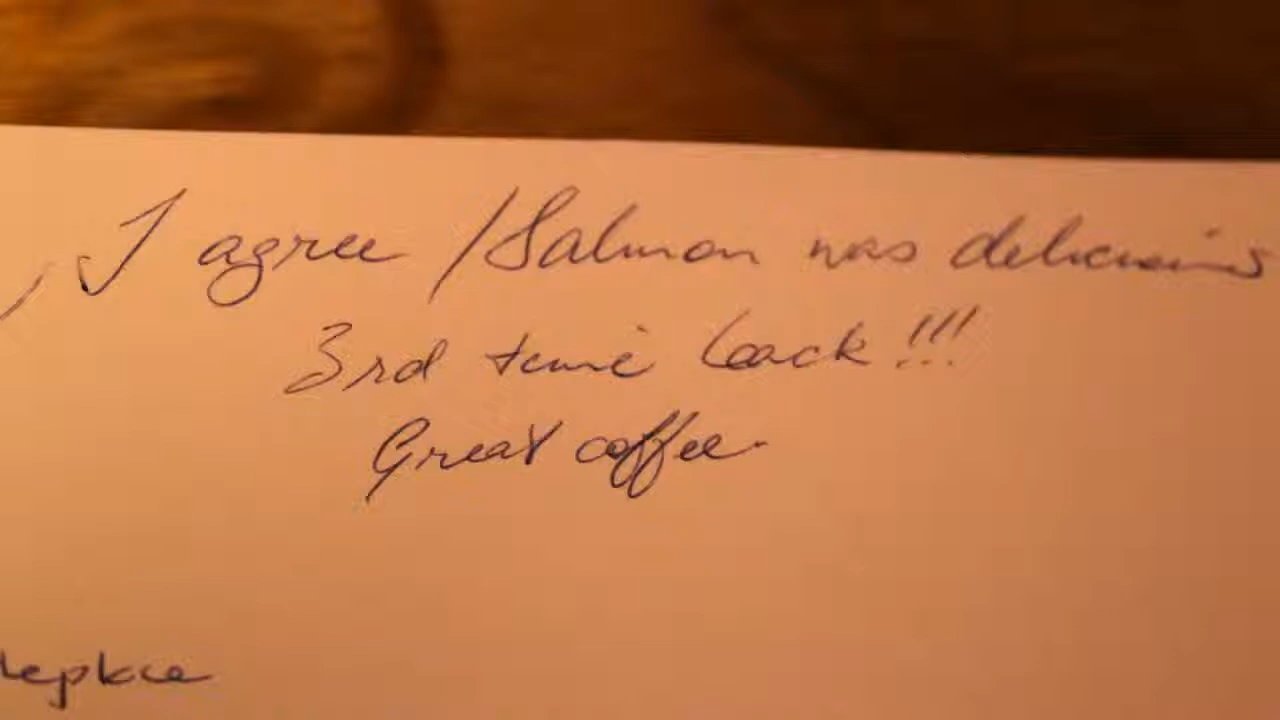 I agree / Salmon was delicious
3rd time back !!!
Great coffee.